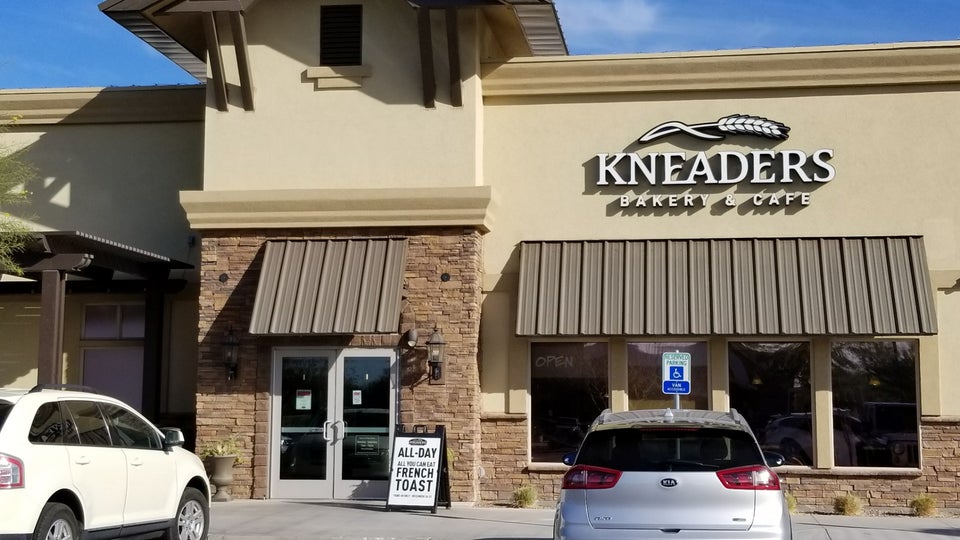 KNEADERS
BAKERY & CAFE
OPEN
RESERVED
PARKING
VAN
ACCESSIBLE
ALL-DAY
ALL YOU CAN EAT
FRENCH
TOAST
KIA